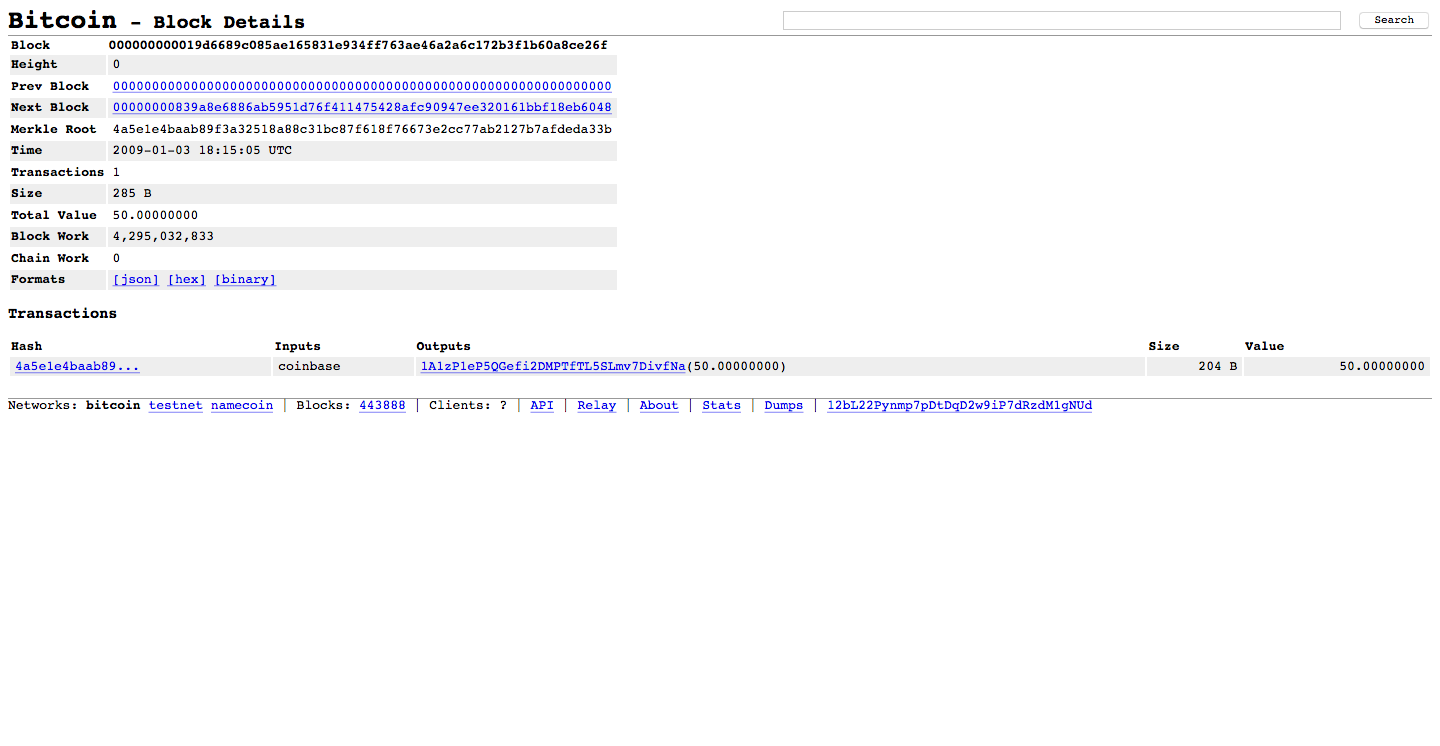 Bitcoin - Block Details Search
Block 000000000019d6689c085ae165831e934ff763ae46a2a6c172b3f1b60a8ce26f
Height 0
Prev Block 0000000000000000000000000000000000000000000000000000000000000000
Next Block 00000000839a8e6886ab5951d76f411475428afc90947ee320161bbf18eb6048
Merkle Root 4a5e1e4baab89f3a32518a88c31bc87f618f76673e2cc77ab2127b7afdeda33b
Time 2009-01-03 18:15:05 UTC
Transactions 1
Size 285 B
Total Value 50.00000000
Block Work 4,295,032,833
Chain Work 0
Formats [json] [hex] [binary]
Transactions
Hash Inputs Outputs Size Value
4a5e1e4baab89... coinbase 1A1zP1eP5QGefi2DMPTfTL5SLmv7DivfNa(50.00000000) 204 B 50.00000000
Networks: bitcoin testnet namecoin | Blocks: 443888 | Clients: ? | API | Relay | About | Stats | Dumps | 12bL22Pynmp7pDtDqD2w9iP7dRzdM1gNUd